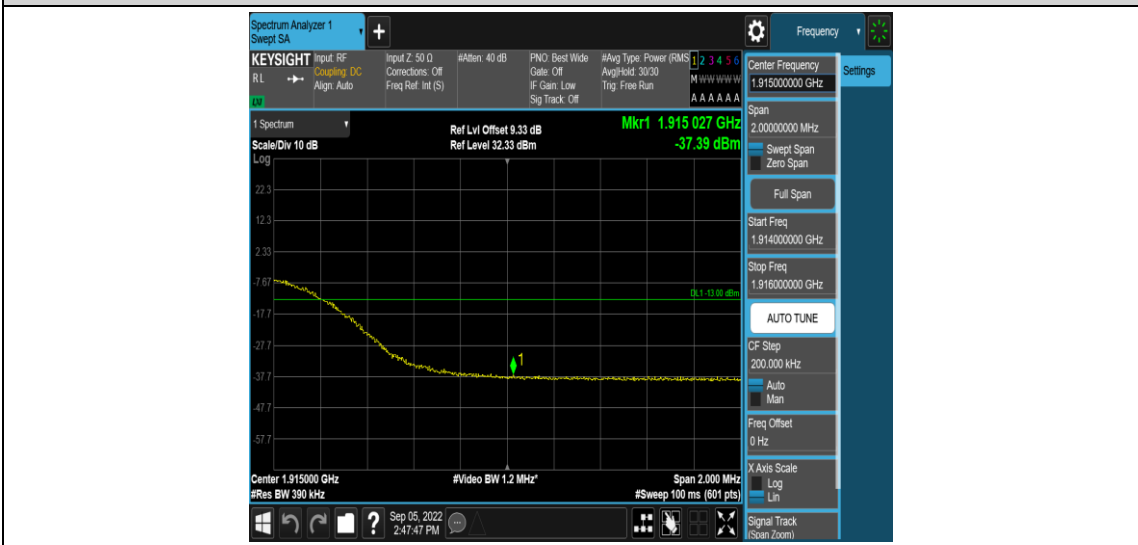 Spectrum Analyzer 1
Swept SA
+
Frequency
KEYSIGHT
Input: RF
Input Z: 50 Ω
#Atten: 40 dB
PNO: Best Wide
#Avg Type: Power (RMS
1 2 3 4 5 6
RL
Coupling: DC
Corrections: Off
Gate: Off
Avg|Hold: 30/30
M W W W W W
Align: Auto
Freq Ref: Int (S)
IF Gain: Low
Trig: Free Run
Sig Track: Off
A A A A A A
LXI
1 Spectrum
Ref Lvl Offset 9.33 dB
Mkr1 1.915 027 GHz
Scale/Div 10 dB
Ref Level 32.33 dBm
-37.39 dBm
Log
22.3
12.3
2.33
-7.67
DL1 -13.00 dBm
-17.7
-27.7
1
-37.7
-47.7
-57.7
Center 1.915000 GHz
#Video BW 1.2 MHz*
Span 2.000 MHz
#Res BW 390 kHz
#Sweep 100 ms (601 pts)
Sep 05, 2022
2:47:47 PM
?
Center Frequency
1.915000000 GHz
Settings
Span
2.00000000 MHz
Swept Span
Zero Span
Full Span
Start Freq
1.914000000 GHz
Stop Freq
1.916000000 GHz
AUTO TUNE
CF Step
200.000 kHz
Auto
Man
Freq Offset
0 Hz
X Axis Scale
Log
Lin
Signal Track
(Span Zoom)